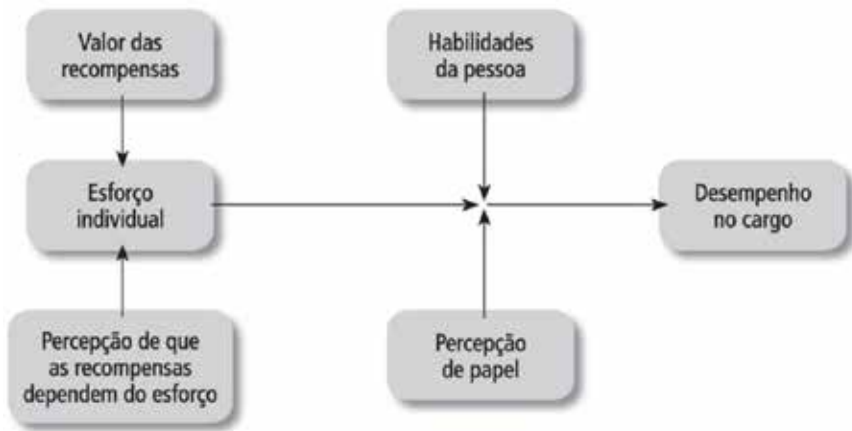 Valor das
recompensas
Habilidades
da pessoa
Esforço
individual
Desempenho
no cargo
Percepção de que
as recompensas
dependem do esforço
Percepção
de papel